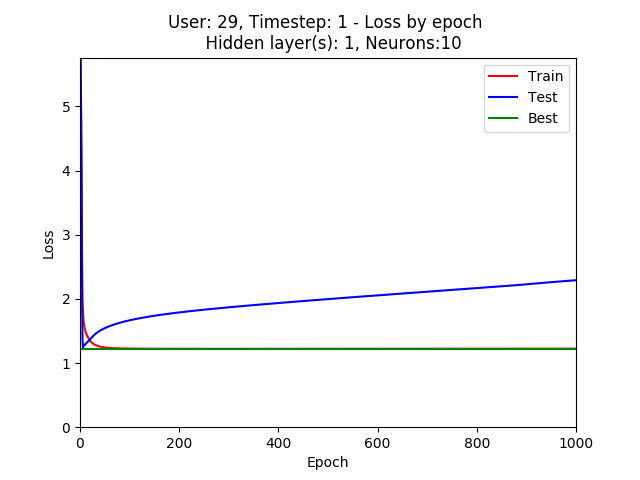 User: 29, Timestep: 1 - Loss by epoch
Hidden layer(s): 1, Neurons:10
Train
Test
Best
5
4
3
2
1
0
Loss
0
200
400
600
800
1000
Epoch